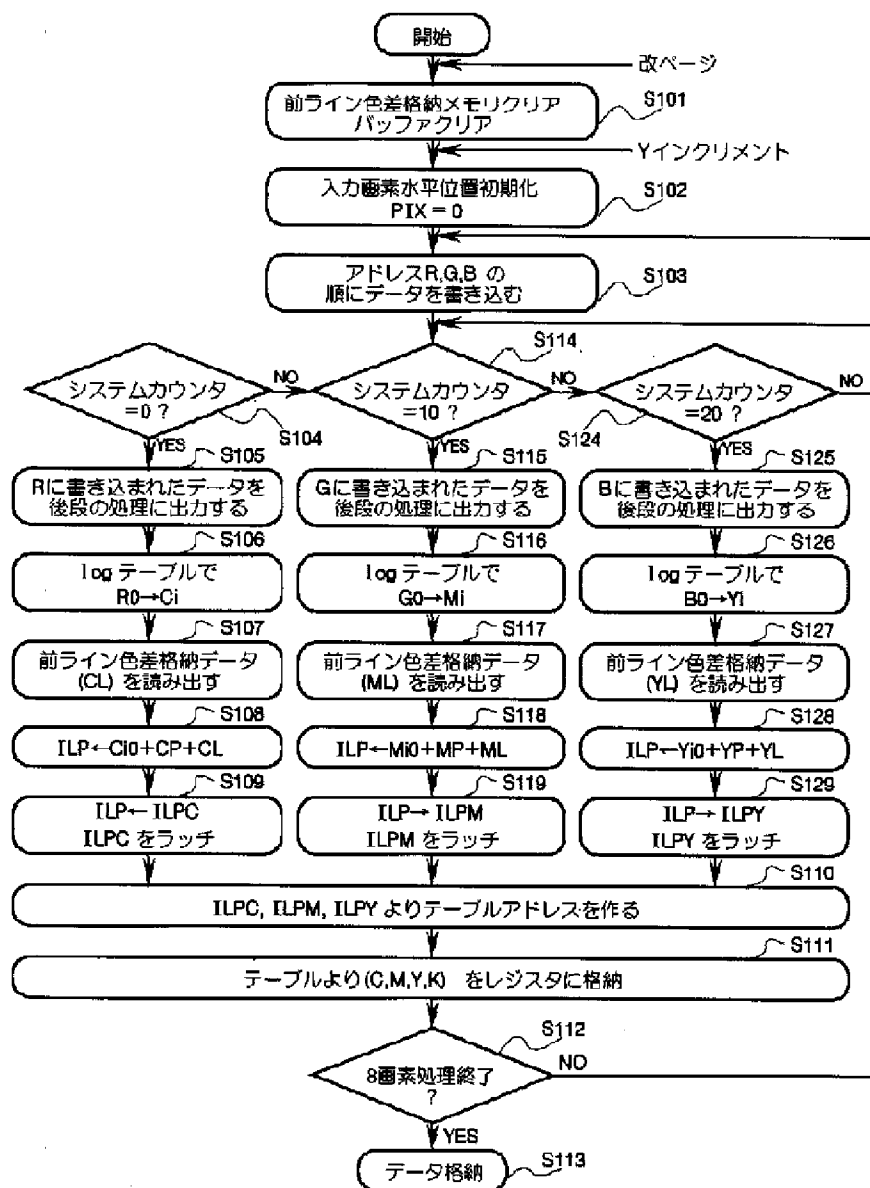 開始
改ページ
S101
前ライン色差格納メモリクリア
バッファクリア
Yインクリメント
S102
入力画素水平位置初期化
PIX = 0
アドレスR,G,B の
順にデータを書き込む
S103
S114
システムカウンタ
=0 ?
NO
システムカウンタ
=10 ?
NO
システムカウンタ
=20 ?
NO
S104
S124
YES
S105
YES
S115
YES
S125
Rに書き込まれたデータを
後段の処理に出力する
Gに書き込まれたデータを
後段の処理に出力する
Bに書き込まれたデータを
後段の処理に出力する
S106
S116
S126
log テーブルで
R0→Ci
log テーブルで
G0→Mi
log テーブルで
B0→Yi
S107
S117
S127
前ライン色差格納データ
(CL) を読み出す
前ライン色差格納データ
(ML) を読み出す
前ライン色差格納データ
(YL) を読み出す
S108
S118
S128
ILP←Ci0+CP+CL
ILP←Mi0+MP+ML
ILP←Yi0+YP+YL
S109
S119
S129
ILP← ILPC
ILPC をラッチ
ILP→ ILPM
ILPM をラッチ
ILP→ ILPY
ILPY をラッチ
S110
ILPC, ILPM, ILPY よりテーブルアドレスを作る
S111
テーブルより(C,M,Y,K) をレジスタに格納
S112
8画素処理終了
?
NO
YES
データ格納
S113